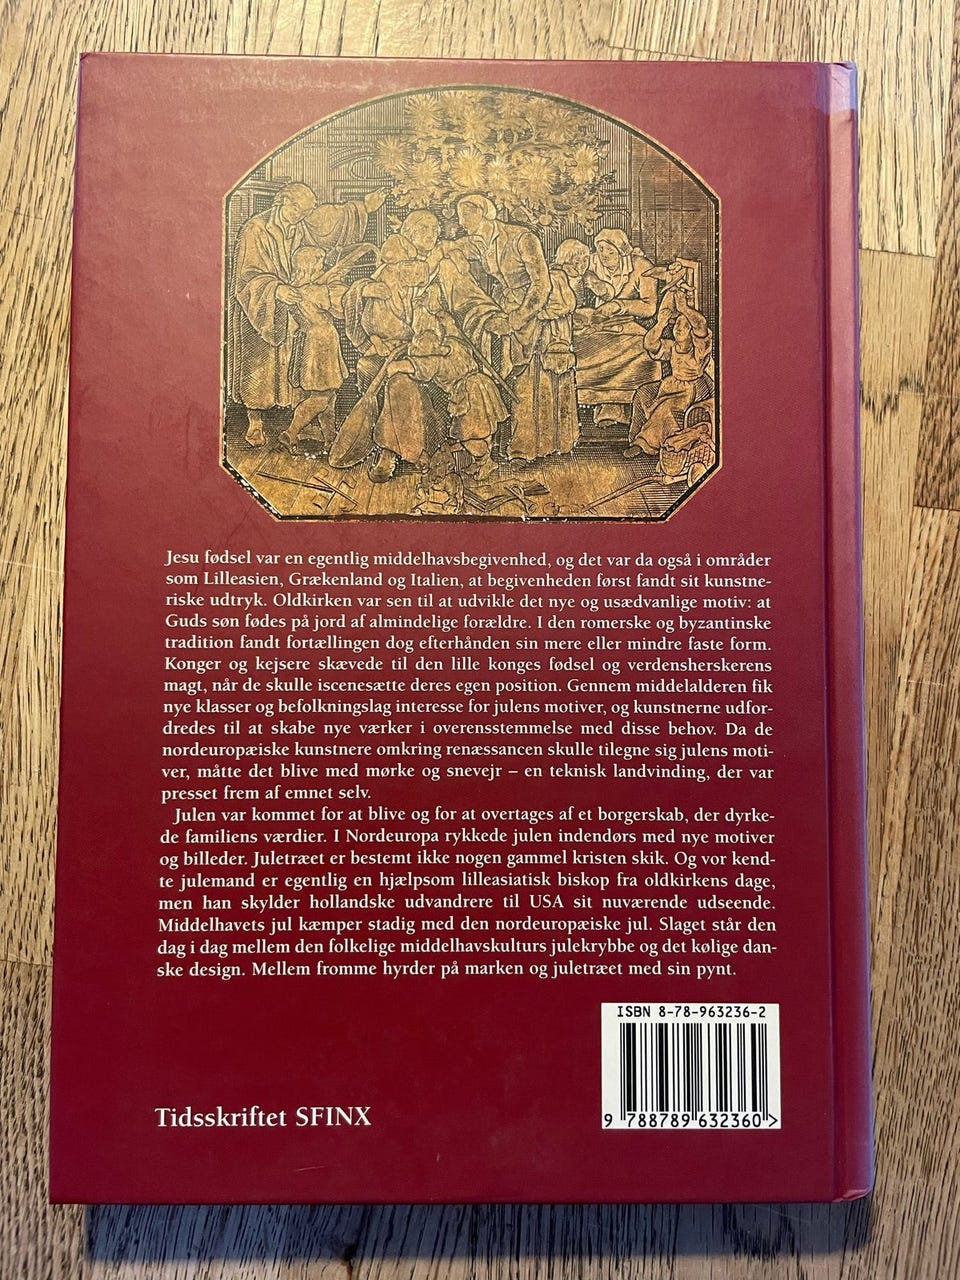 Jesu fødsel var en egentlig middelhavsbegivenhed, og det var da også i områder
som Lilleasien, Grækenland og Italien, at begivenheden først fandt sit kunstne-
riske udtryk. Oldkirken var sen til at udvikle det nye og usædvanlige motiv: at
Guds søn fødes på jord af almindelige forældre. I den romerske og byzantinske
tradition fandt fortællingen dog efterhånden sin mere eller mindre faste form.
Konger og kejsere skævede til den lille konges fødsel og verdensherskerens
magt, når de skulle iscenesætte deres egen position. Gennem middelalderen fik
nye klasser og befolkningslag interesse for julens motiver, og kunstnerne udfor-
dredes til at skabe nye værker i overensstemmelse med disse behov. Da de
nordeuropæiske kunstnere omkring renæssancen skulle tilegne sig julens moti-
ver, måtte det blive med mørke og snevejr – en teknisk landvinding, der var
presset frem af emnet selv.
Julen var kommet for at blive og for at overtages af et borgerskab, der dyrke-
de familiens værdier. I Nordeuropa rykkede julen indendørs med nye motiver
og billeder. Juletræet er bestemt ikke nogen gammel kristen skik. Og vor kend-
te julemand er egentlig en hjælpsom lilleasiatisk biskop fra oldkirkens dage,
men han skylder hollandske udvandrere til USA sit nuværende udseende.
Middelhavets jul kæmper stadig med den nordeuropæiske jul. Slaget står den
dag i dag mellem den folkelige middelhavskulturs julekrybbe og det kølige dan-
ske design. Mellem fromme hyrder på marken og juletræet med sin pynt.
ISBN 8-78-963236-2
9 788789 632360 >
Tidsskriftet SFINX